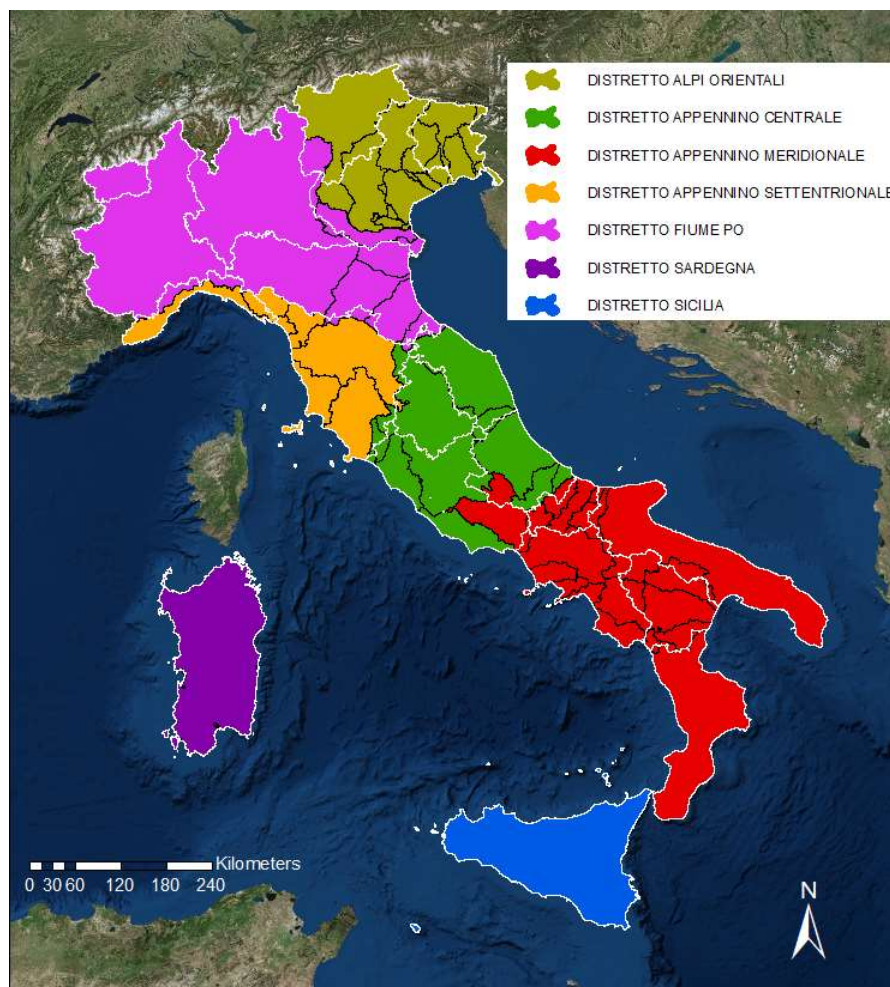 DISTRETTO ALPI ORIENTALI
DISTRETTO APPENNINO CENTRALE
DISTRETTO APPENNINO MERIDIONALE
DISTRETTO APPENNINO SETTENTRIONALE
DISTRETTO FIUME PO
DISTRETTO SARDEGNA
DISTRETTO SICILIA
Kilometers
0 30 60 120 180 240
N